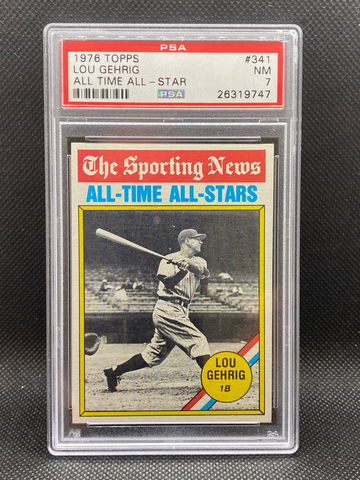 PSA
1976 TOPPS #341
LOU GEHRIG NM
ALL TIME ALL-STAR 7
PSA 26319747
The Sporting News
ALL-TIME ALL-STARS
LOU
GEHRIG
1B